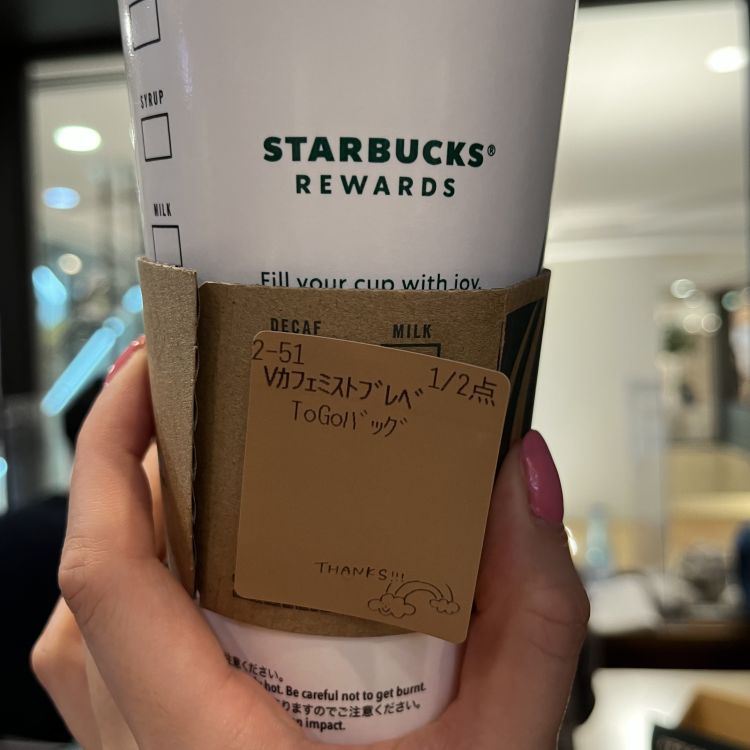 SYRUP
MILK
STARBUCKS®
REWARDS
Fill your cup with joy.
DECAF
MILK
2-51
1/2点
Vカフェミストブレベ
ToGoバッグ
THANKS!!!
注意ください。
hot. Be careful not to get burnt.
りますのでご注意ください。
on impact.